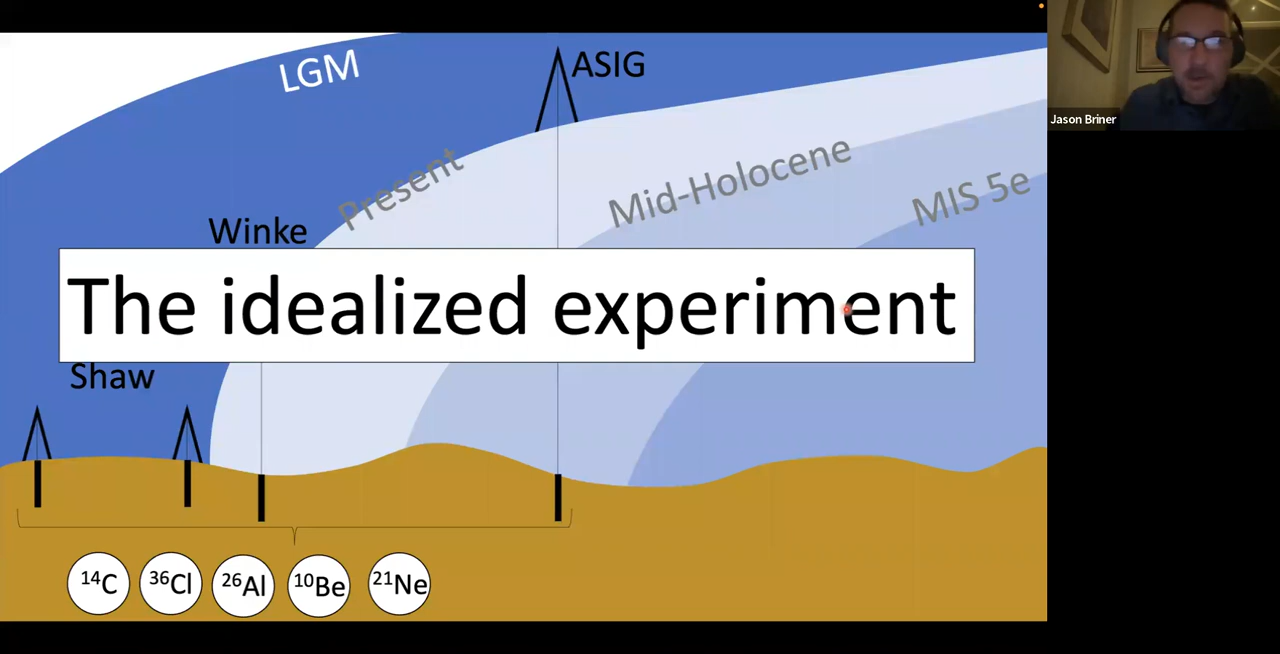 LGM
ASIG
Present
Mid-Holocene
MIS 5e
Winke
The idealized experiment
Shaw
14C 36Cl 26Al 10Be 21Ne
Jason Briner